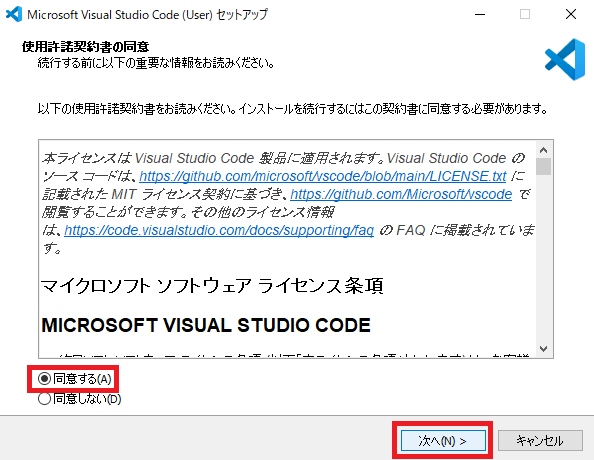 Microsoft Visual Studio Code (User) セットアップ
使用許諾契約書の同意
続行する前に以下の重要な情報をお読みください。
以下の使用許諾契約書をお読みください。インストールを続行するにはこの契約書に同意する必要があります。
本ライセンスは Visual Studio Code 製品に適用されます。Visual Studio Code の
ソース コードは、https://github.com/microsoft/vscode/blob/main/LICENSE.txt に
記載された MIT ライセンス契約に基づき、https://github.com/Microsoft/vscode で
閲覧することができます。その他のライセンス情報
は、https://code.visualstudio.com/docs/supporting/faq の FAQ に掲載されていま
す。
マイクロソフト ソフトウェア ライセンス条項
MICROSOFT VISUAL STUDIO CODE
同意する(A)
同意しない(D)
次へ(N) >
キャンセル